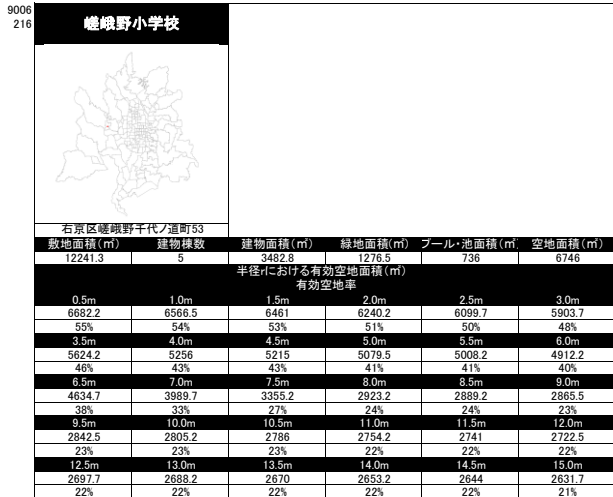 9006
216
嵯峨野小学校
右京区嵯峨野千代ノ道町53
敷地面積(㎡) 建物棟数 建物面積(㎡) 緑地面積(㎡) プール・池面積(㎡) 空地面積(㎡)
12241.3 5 3482.8 1276.5 736 6746
半径rにおける有効空地面積(㎡)
有効空地率
0.5m 1.0m 1.5m 2.0m 2.5m 3.0m
6682.2 6566.5 6461 6240.2 6099.7 5903.7
55% 54% 53% 51% 50% 48%
3.5m 4.0m 4.5m 5.0m 5.5m 6.0m
5624.2 5256 5215 5079.5 5008.2 4912.2
46% 43% 43% 41% 41% 40%
6.5m 7.0m 7.5m 8.0m 8.5m 9.0m
4634.7 3989.7 3355.2 2923.2 2889.2 2865.5
38% 33% 27% 24% 24% 23%
9.5m 10.0m 10.5m 11.0m 11.5m 12.0m
2842.5 2805.2 2786 2754.2 2741 2722.5
23% 23% 23% 22% 22% 22%
12.5m 13.0m 13.5m 14.0m 14.5m 15.0m
2697.7 2688.2 2670 2653.2 2644 2631.7
22% 22% 22% 22% 22% 21%